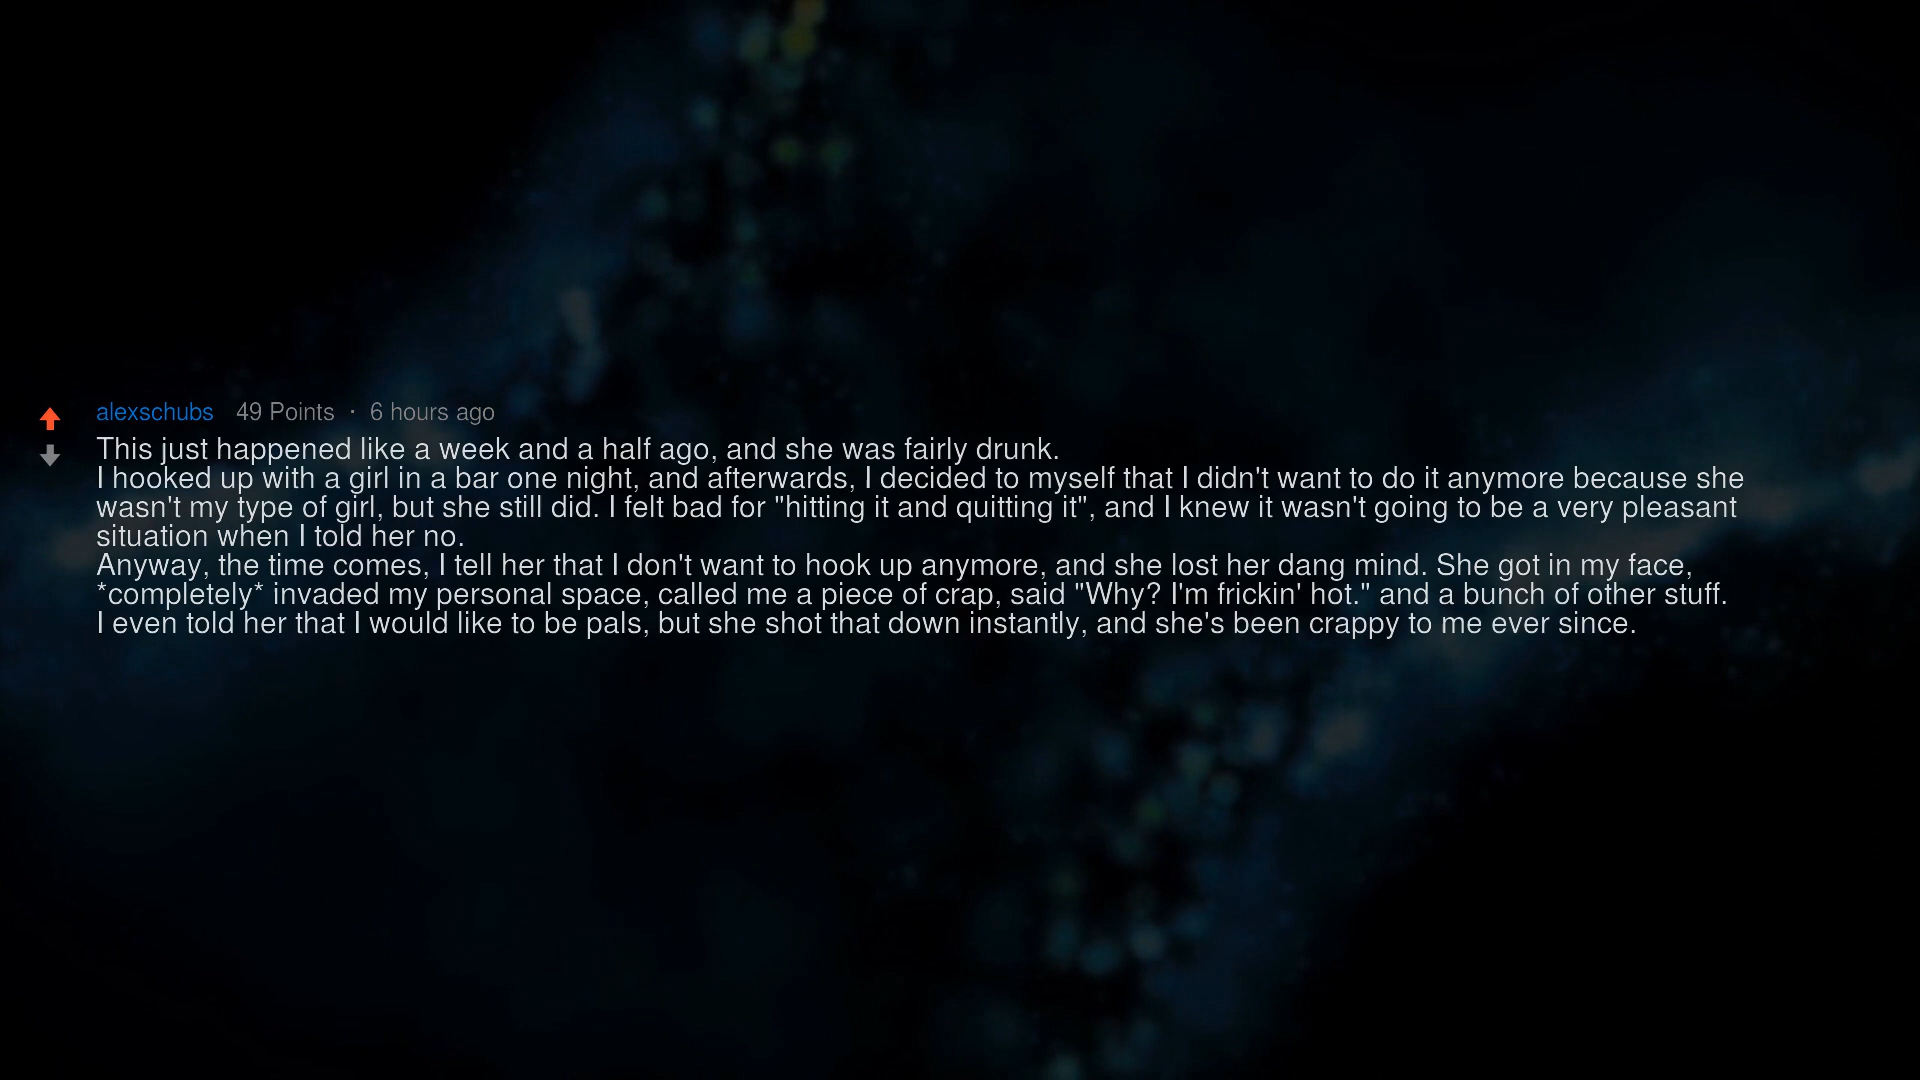 alexschubs 49 Points · 6 hours ago
This just happened like a week and a half ago, and she was fairly drunk.
I hooked up with a girl in a bar one night, and afterwards, I decided to myself that I didn't want to do it anymore because she
wasn't my type of girl, but she still did. I felt bad for "hitting it and quitting it", and I knew it wasn't going to be a very pleasant
situation when I told her no.
Anyway, the time comes, I tell her that I don't want to hook up anymore, and she lost her dang mind. She got in my face,
*completely* invaded my personal space, called me a piece of crap, said "Why? I'm frickin' hot." and a bunch of other stuff.
I even told her that I would like to be pals, but she shot that down instantly, and she's been crappy to me ever since.